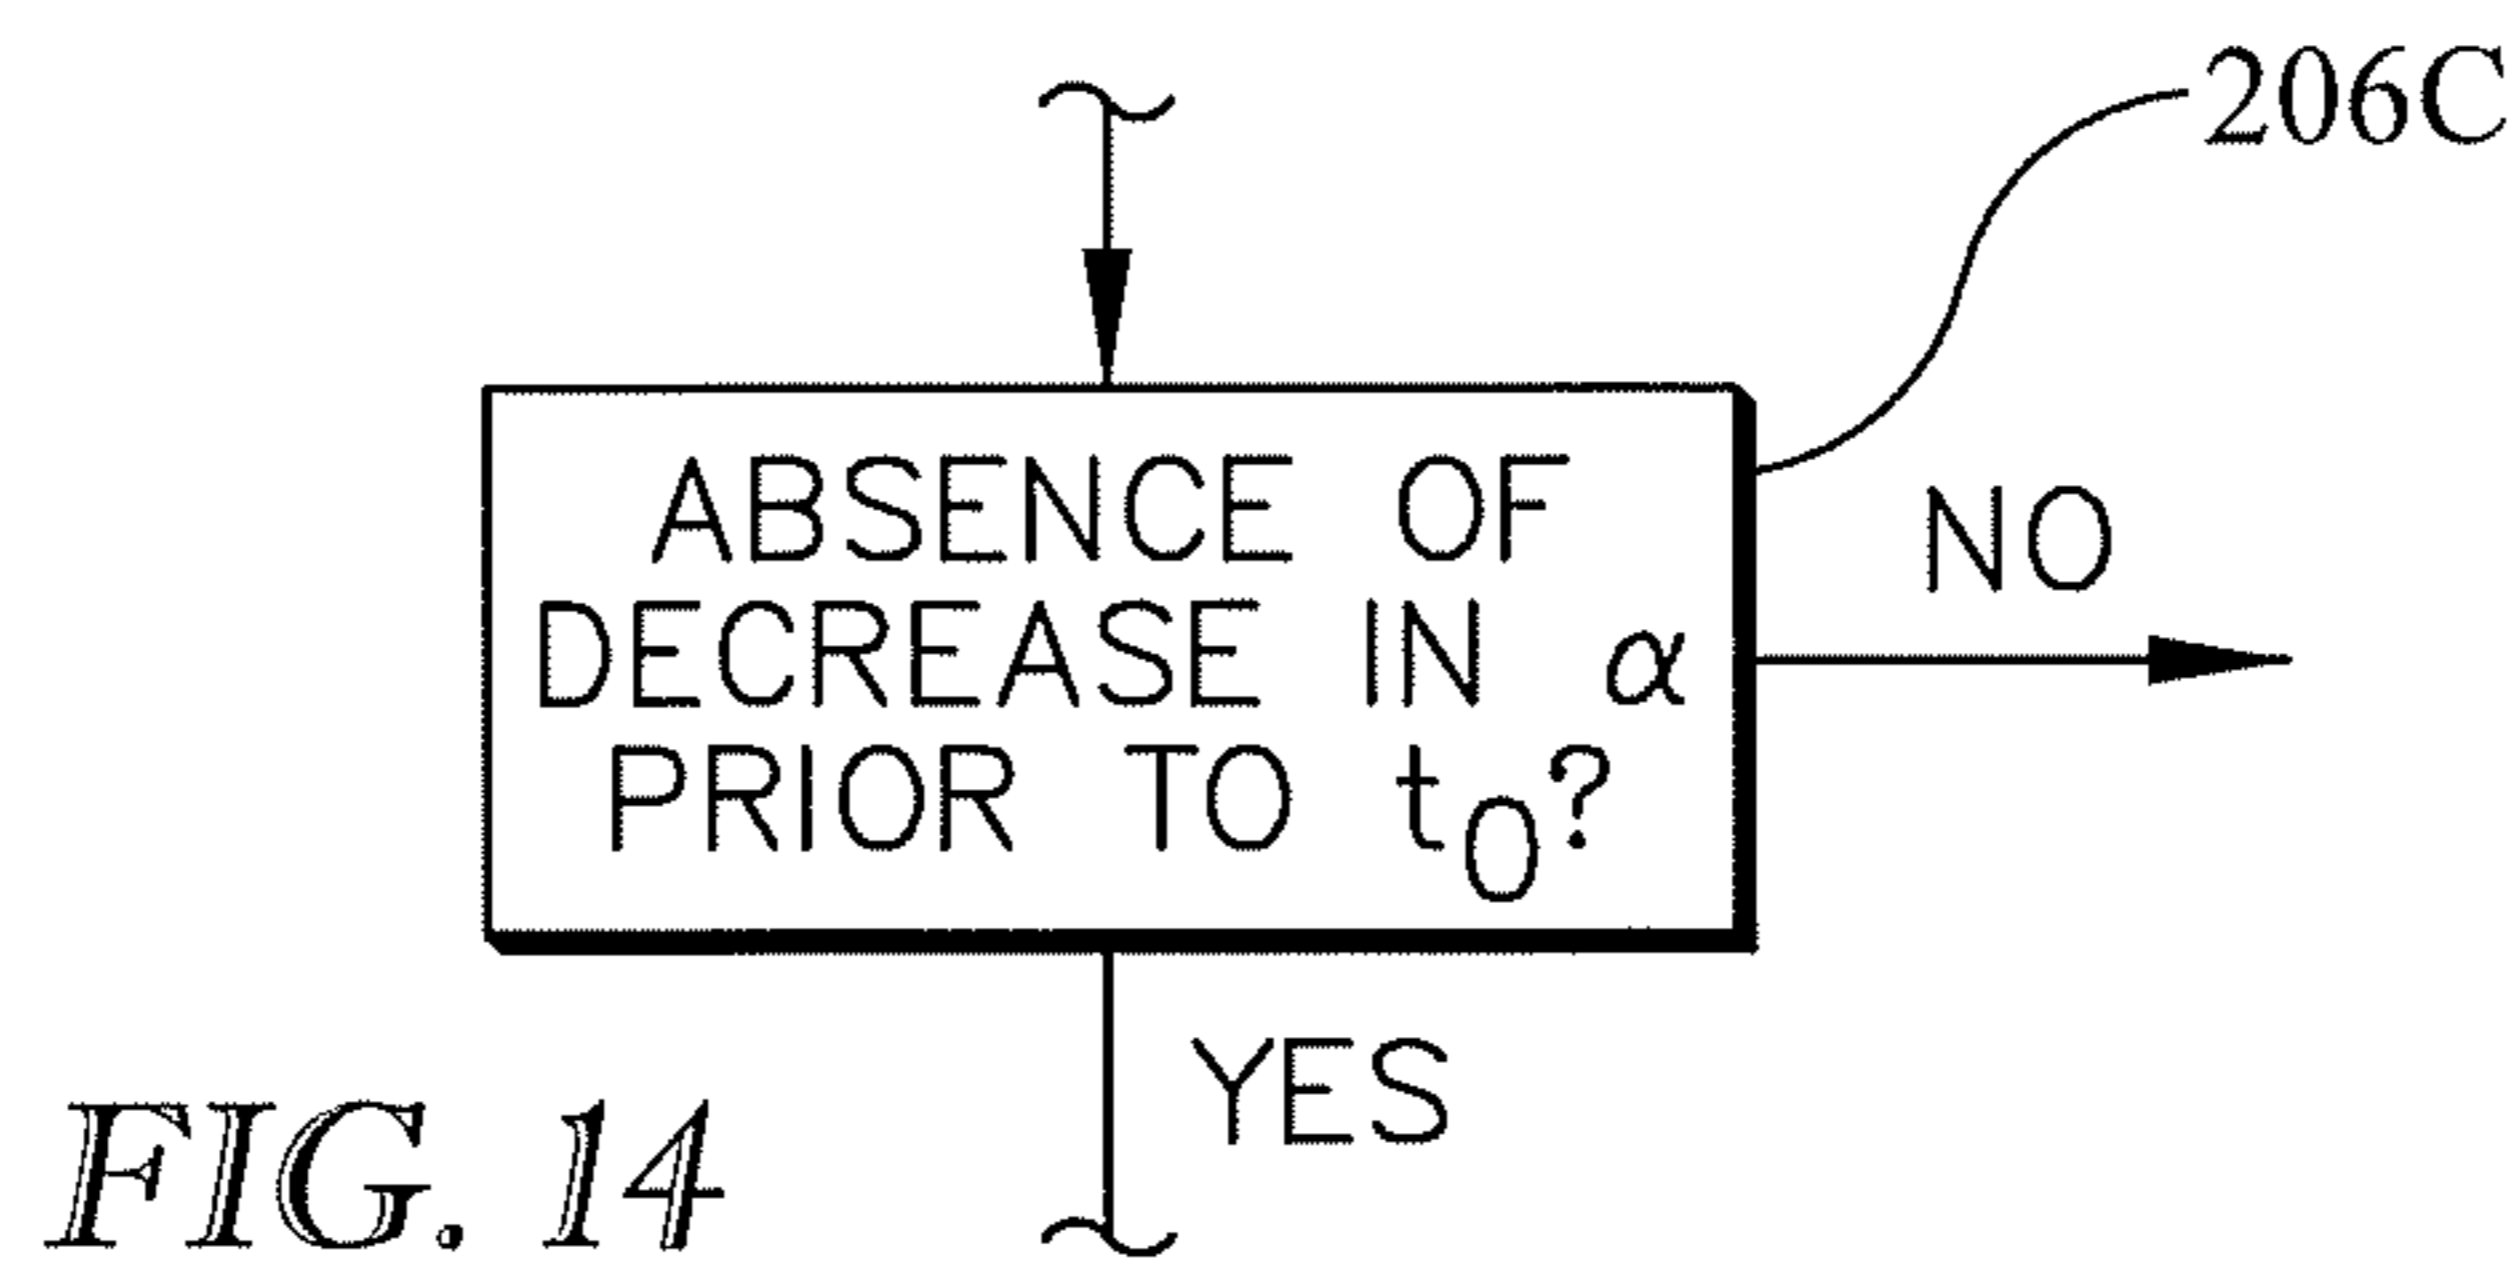 206C
ABSENCE OF
DECREASE IN α
PRIOR TO t₀?
NO
YES
FIG. 14